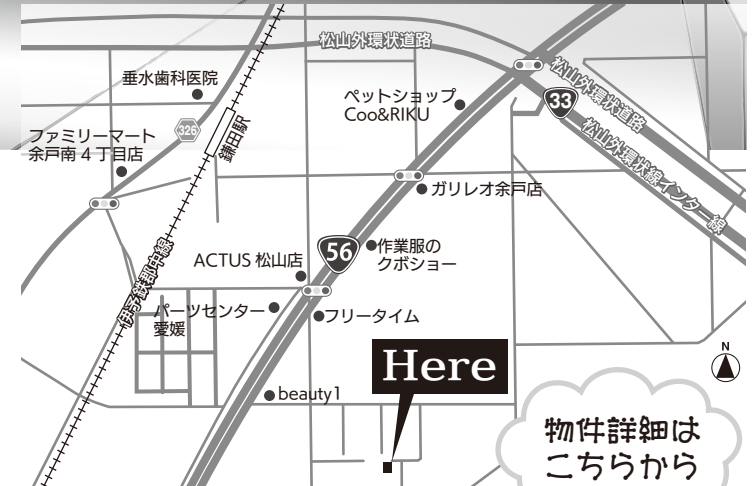 松山外環状道路
松山外環状道路
33
松山外環状線インター線
垂水歯科医院
ペットショップ
Coo&RIKU
326
鎌田駅
ファミリーマート
余戸南4丁目店
ガリレオ余戸店
56
作業服の
クボショー
ACTUS 松山店
伊予鉄郡中線
パーツセンター
愛媛
フリータイム
Here
N
beauty1
物件詳細は
こちらから